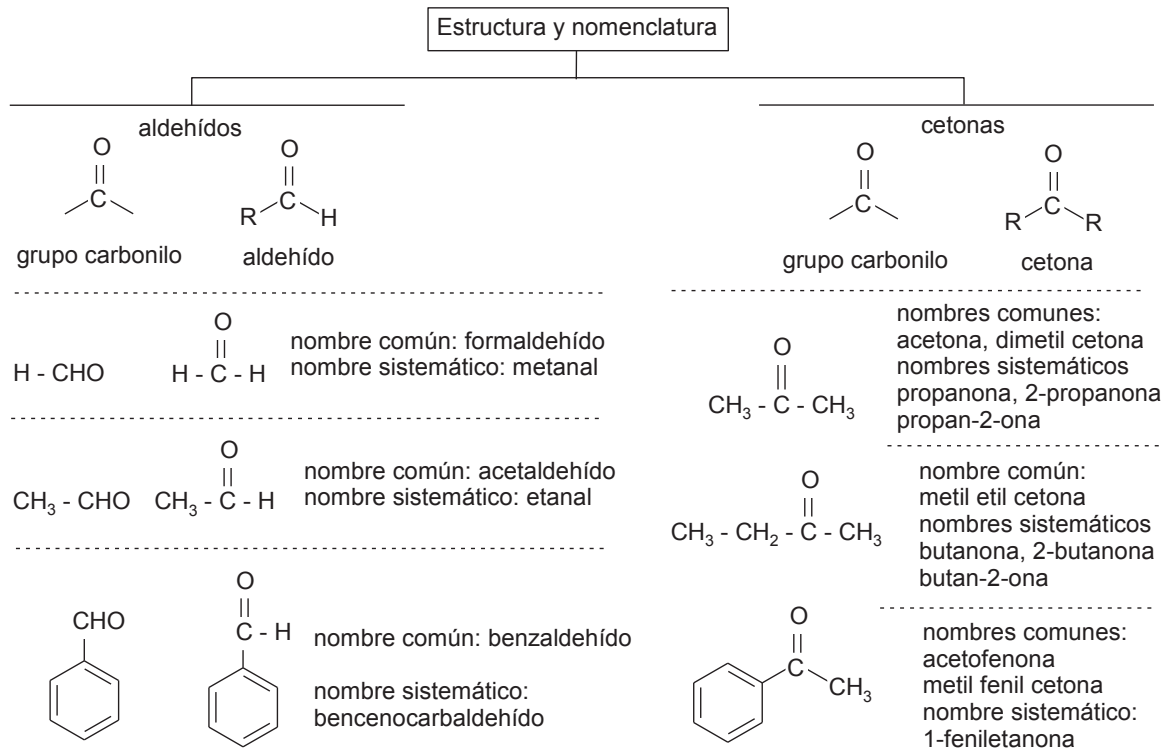 Estructura y nomenclatura
aldehídos
O
C
grupo carbonilo
O
R C H
aldehído
H - CHO
O
H - C - H
nombre común: formaldehído
nombre sistemático: metanal
CH₃ - CHO
O
CH₃ - C - H
nombre común: acetaldehído
nombre sistemático: etanal
CHO
O
C - H
nombre común: benzaldehído
nombre sistemático:
bencenocarbaldehído
cetonas
O
C
grupo carbonilo
O
R C R
cetona
O
CH₃ - C - CH₃
nombres comunes:
acetona, dimetil cetona
nombres sistemáticos
propanona, 2-propanona
propan-2-ona
O
CH₃ - CH₂ - C - CH₃
nombre común:
metil etil cetona
nombres sistemáticos
butanona, 2-butanona
butan-2-ona
O
C
CH₃
nombres comunes:
acetofenona
metil fenil cetona
nombre sistemático:
1-feniletanona